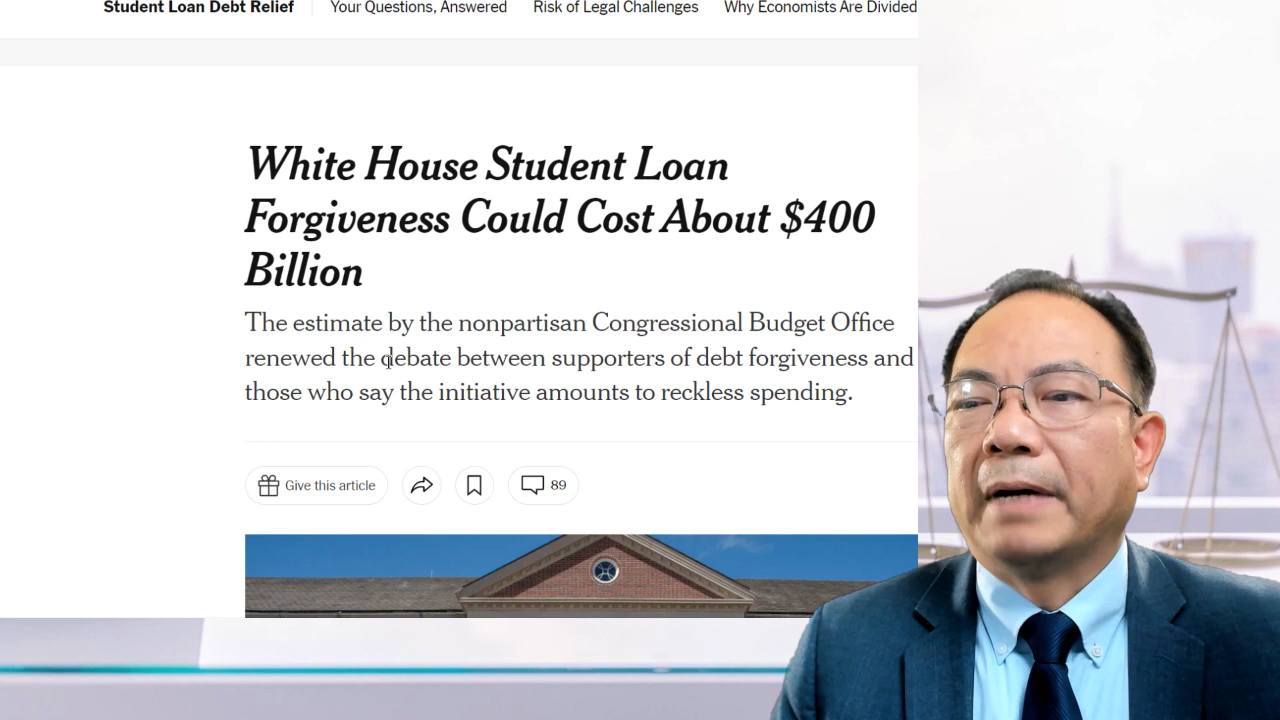 Student Loan Debt Relief Your Questions, Answered Risk of Legal Challenges Why Economists Are Divided
White House Student Loan
Forgiveness Could Cost About $400
Billion
The estimate by the nonpartisan Congressional Budget Office
renewed the debate between supporters of debt forgiveness and
those who say the initiative amounts to reckless spending.
Give this article 89